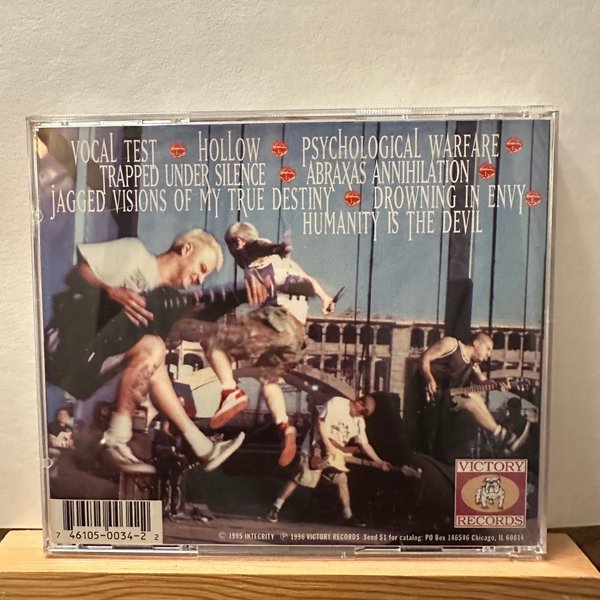 VOCAL TEST HOLLOW PSYCHOLOGICAL WARFARE
TRAPPED UNDER SILENCE ABRAXAS ANNIHILATION
JAGGED VISIONS OF MY TRUE DESTINY DROWNING IN ENVY
HUMANITY IS THE DEVIL
VICTORY
RECORDS
7 46105-0034-2 2
© 1995 INTEGRITY ℗ 1996 VICTORY RECORDS Send $1 for catalog: PO Box 146546 Chicago, IL 60614